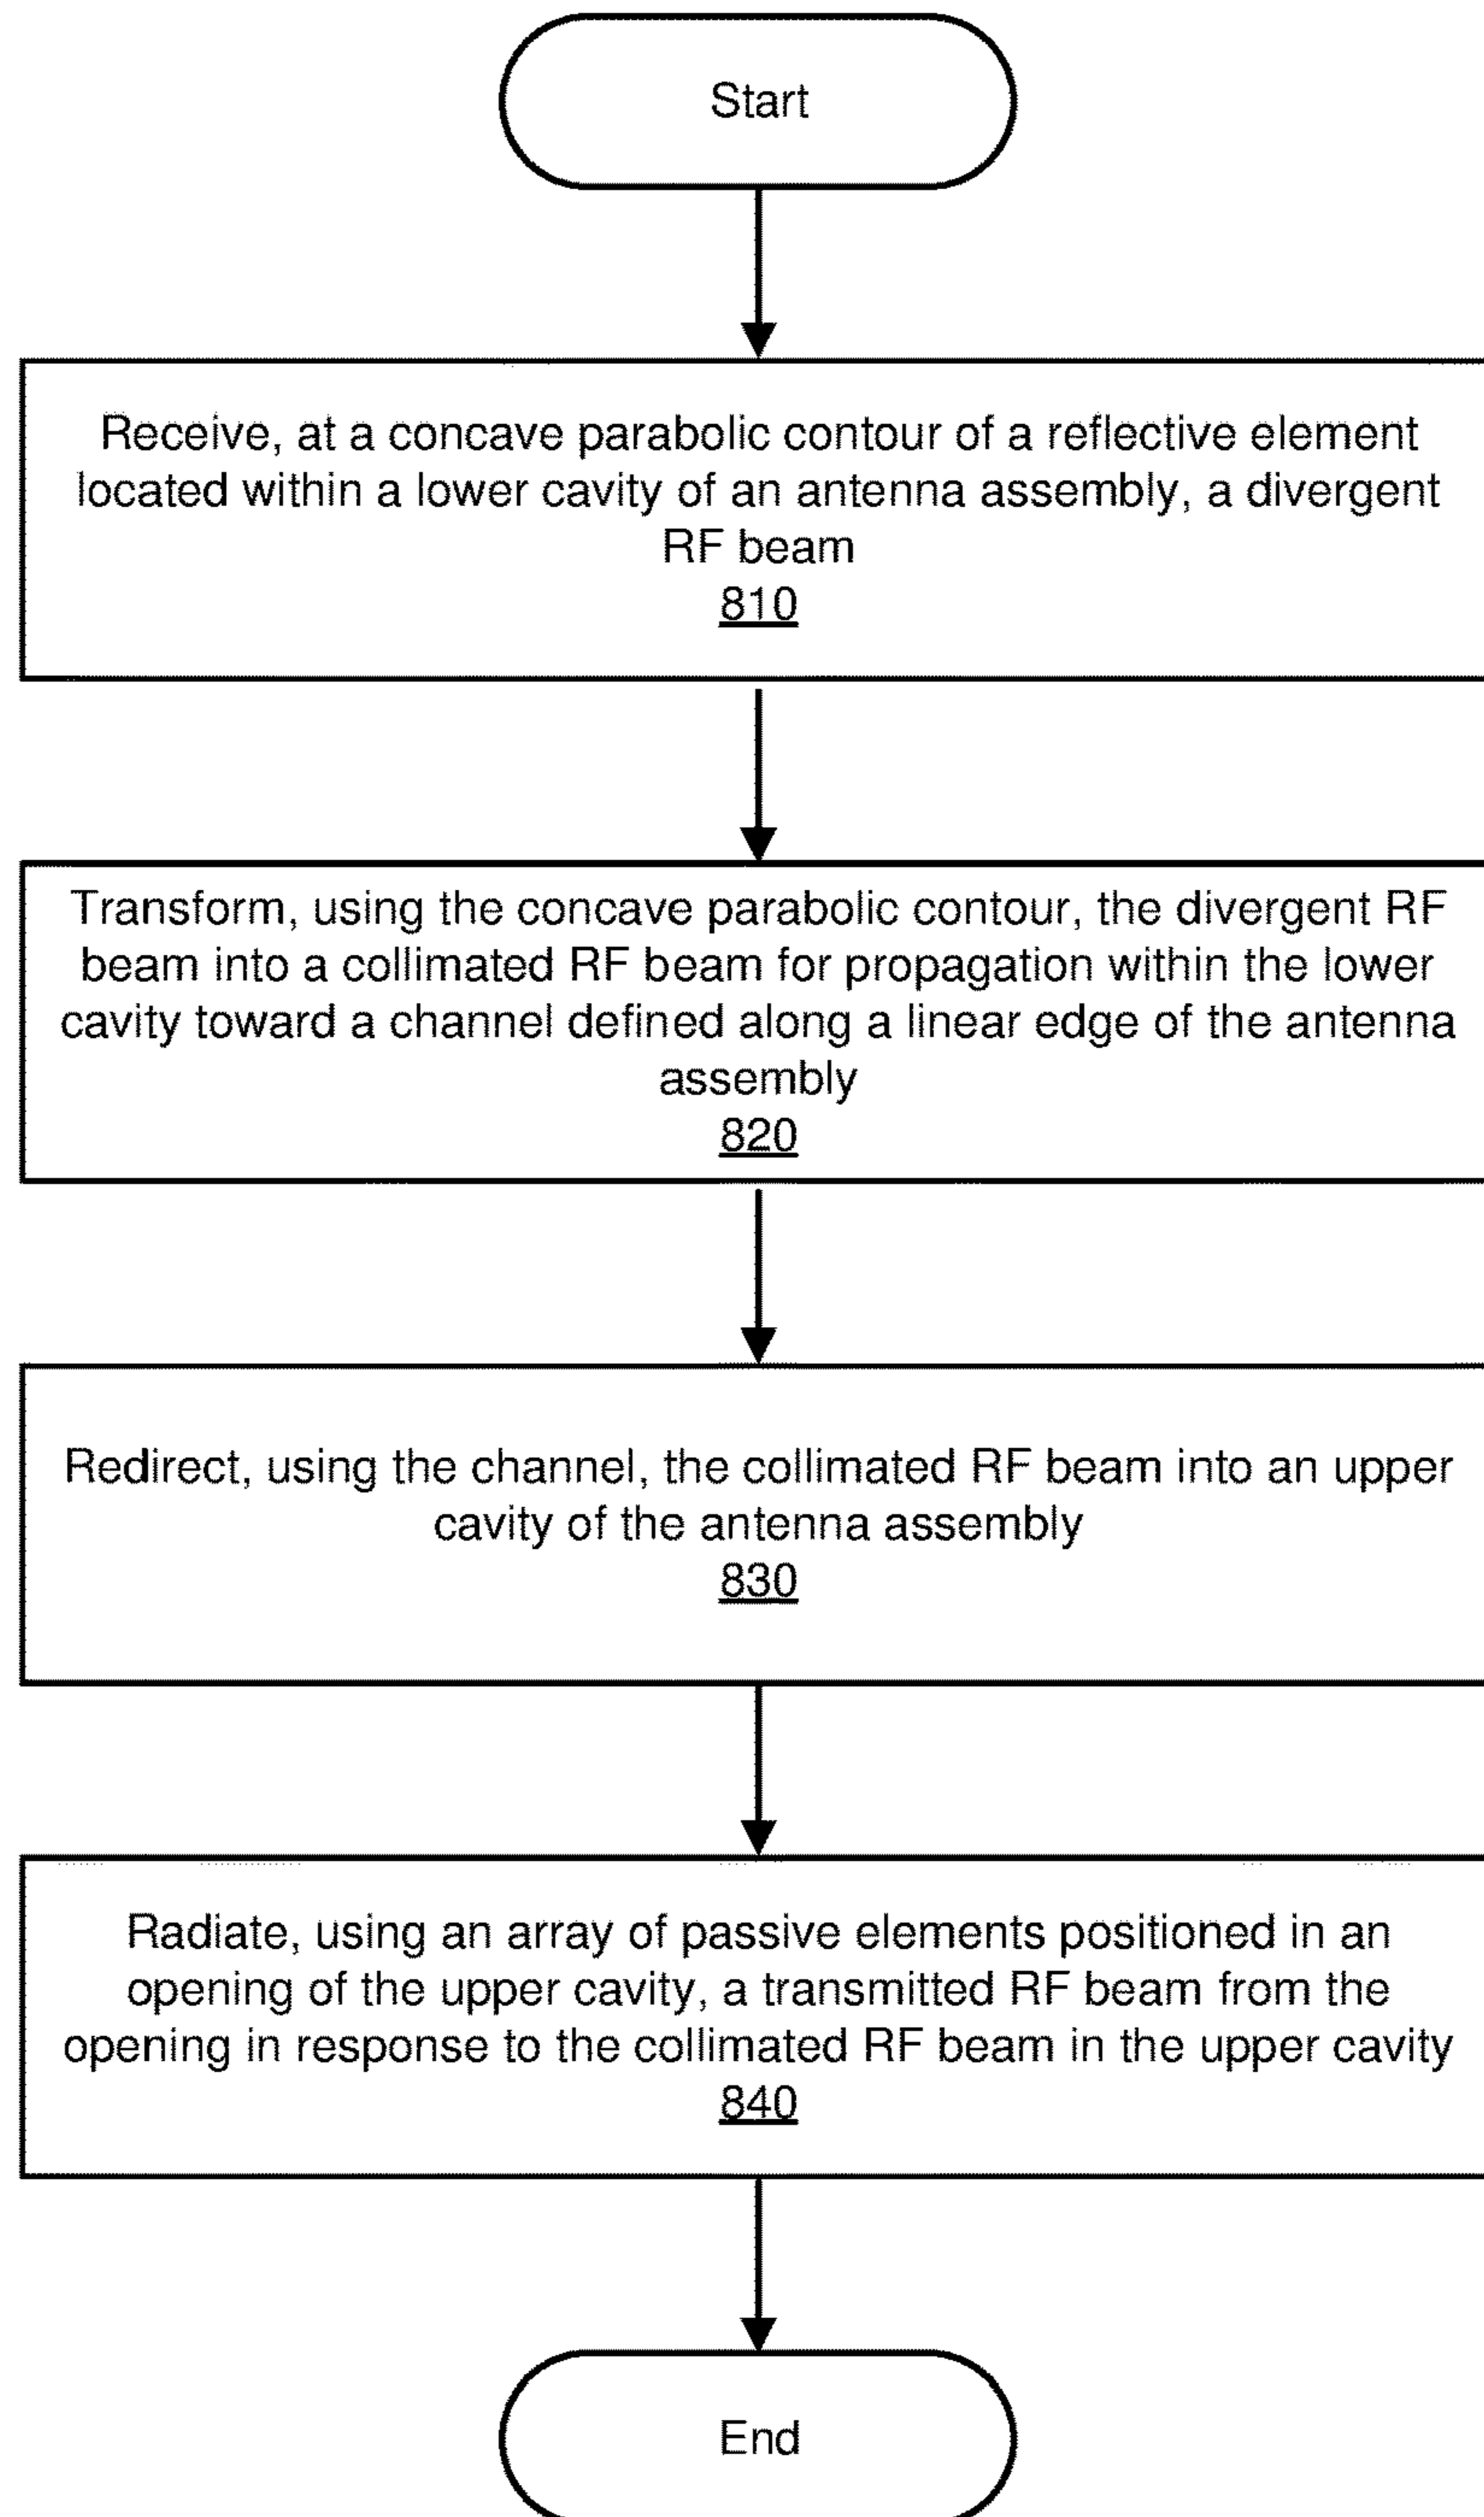 Start
Receive, at a concave parabolic contour of a reflective element
located within a lower cavity of an antenna assembly, a divergent
RF beam
810
Transform, using the concave parabolic contour, the divergent RF
beam into a collimated RF beam for propagation within the lower
cavity toward a channel defined along a linear edge of the antenna
assembly
820
Redirect, using the channel, the collimated RF beam into an upper
cavity of the antenna assembly
830
Radiate, using an array of passive elements positioned in an
opening of the upper cavity, a transmitted RF beam from the
opening in response to the collimated RF beam in the upper cavity
840
End